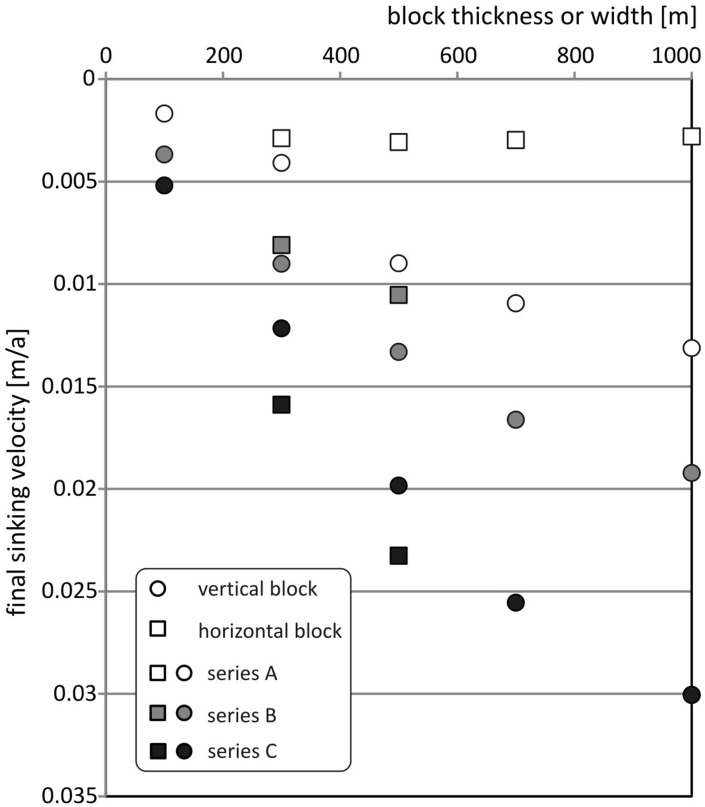 block thickness or width [m]
0 200 400 600 800 1000
0
0.005
0.01
0.015
0.02
0.025
0.03
0.035
final sinking velocity [m/a]
vertical block
horizontal block
series A
series B
series C